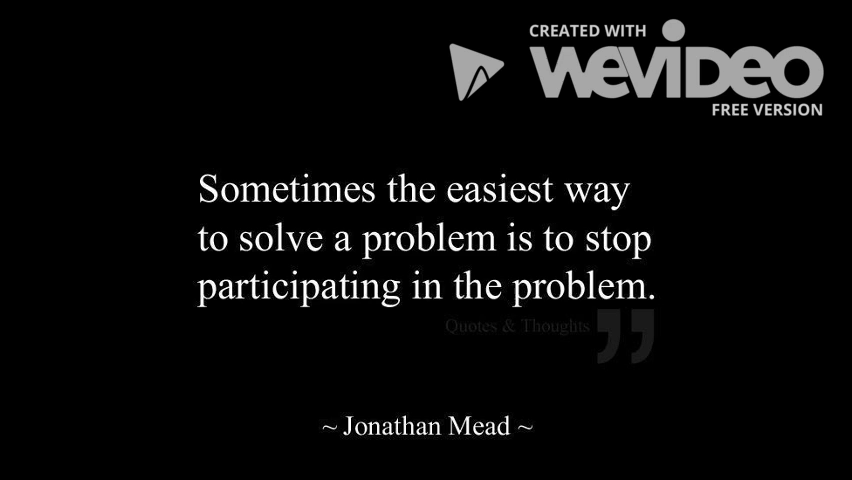 CREATED WITH
WEVIDEO
FREE VERSION
Sometimes the easiest way
to solve a problem is to stop
participating in the problem.
Quotes & Thoughts
~ Jonathan Mead ~